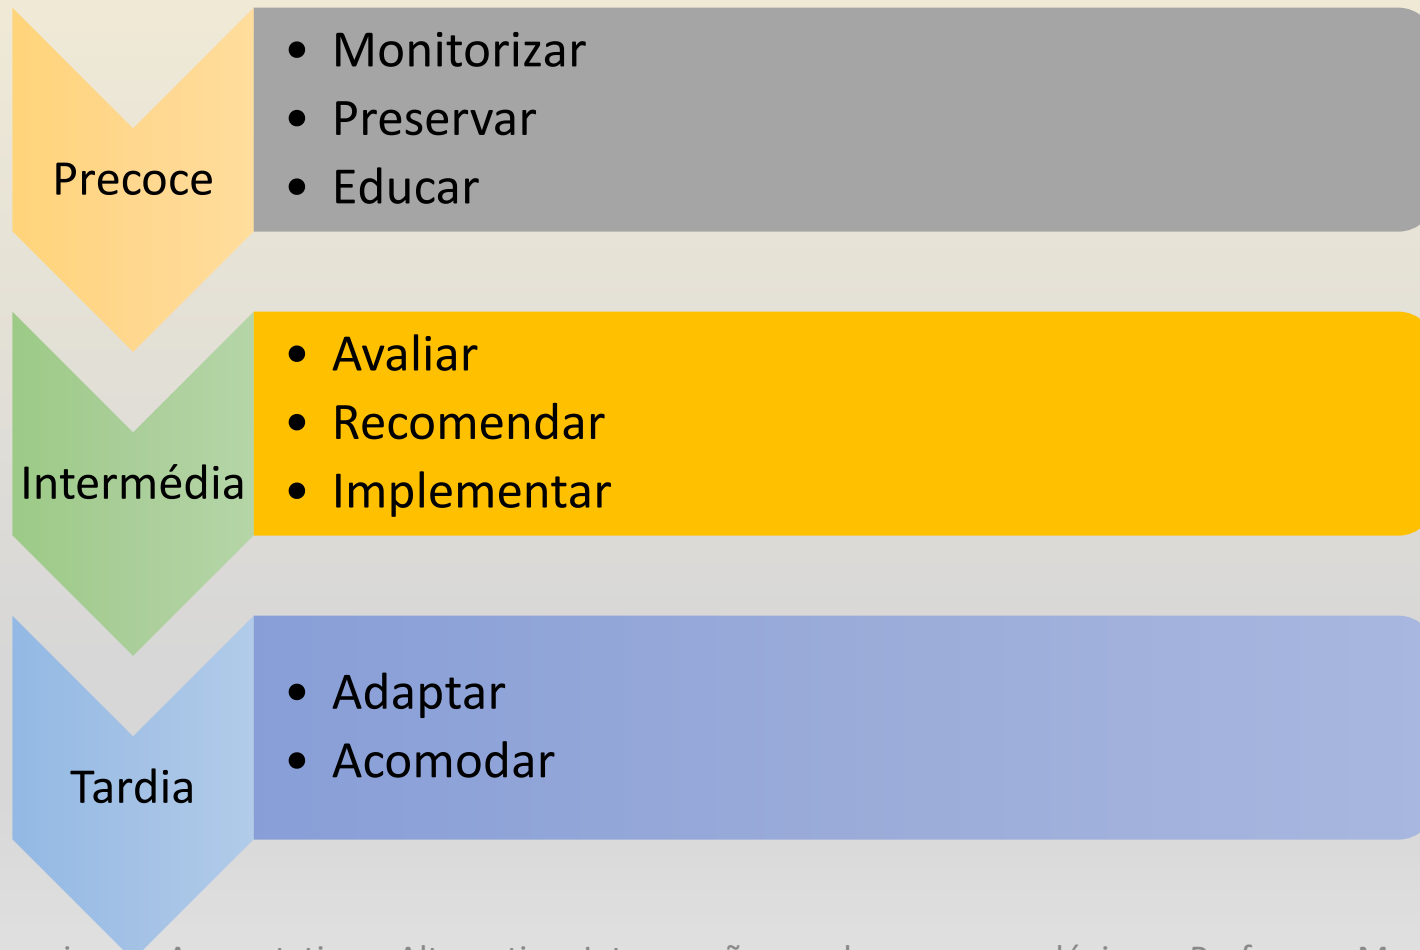 Precoce
• Monitorizar
• Preservar
• Educar
Intermédia
• Avaliar
• Recomendar
• Implementar
Tardia
• Adaptar
• Acomodar